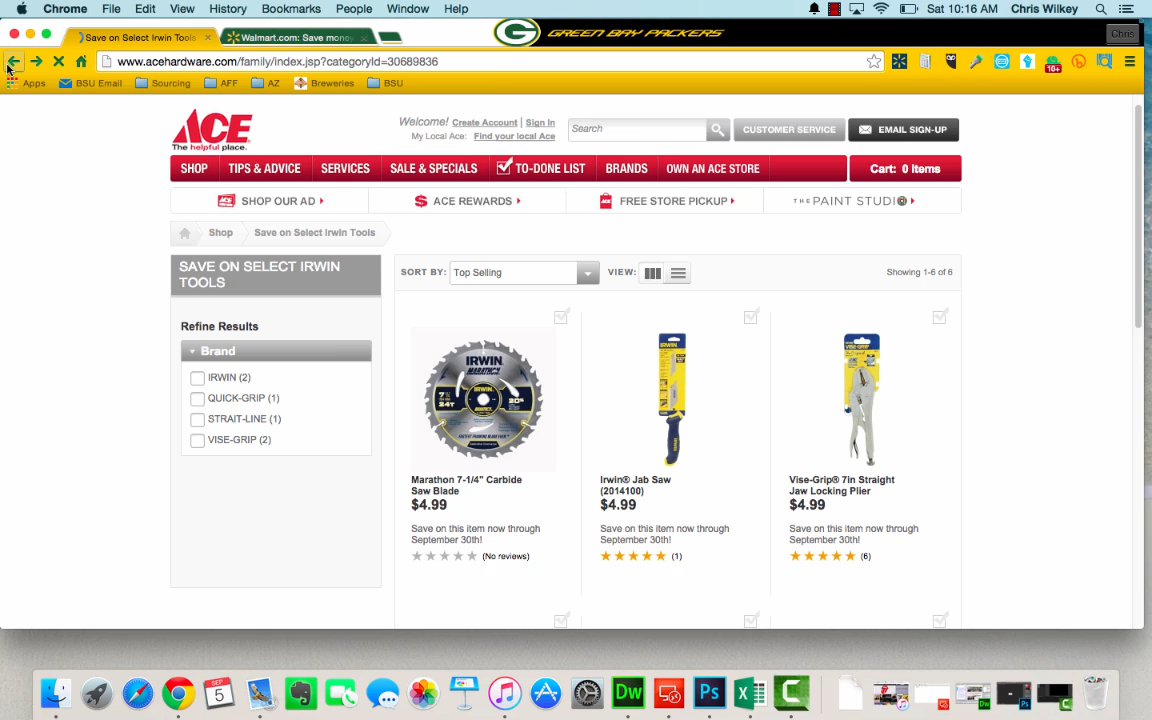 Chrome File Edit View History Bookmarks People Window Help Sat 10:16 AM Chris Wilkey
Save on Select Irwin Tools Walmart.com: Save money GREEN BAY PACKERS Chris
www.acehardware.com/family/index.jsp?categoryId=30689836 10+
Apps BSU Email Sourcing AFF AZ Breweries BSU
ACE
The helpful place.
Welcome! Create Account | Sign In
My Local Ace: Find your local Ace
Search CUSTOMER SERVICE EMAIL SIGN-UP
SHOP TIPS & ADVICE SERVICES SALE & SPECIALS TO-DONE LIST BRANDS OWN AN ACE STORE Cart: 0 Items
SHOP OUR AD ACE REWARDS FREE STORE PICKUP THE PAINT STUDIO
Shop Save on Select Irwin Tools
SAVE ON SELECT IRWIN
TOOLS
Refine Results
Brand
IRWIN (2)
QUICK-GRIP (1)
STRAIT-LINE (1)
VISE-GRIP (2)
SORT BY: Top Selling VIEW: Showing 1-6 of 6
IRWIN
MARATHON
Marathon 7-1/4" Carbide
Saw Blade
$4.99
Save on this item now through
September 30th!
(No reviews)
Irwin® Jab Saw
(2014100)
$4.99
Save on this item now through
September 30th!
(1)
Vise-Grip® 7in Straight
Jaw Locking Plier
$4.99
Save on this item now through
September 30th!
(6)
SEP
5
Dw Ps